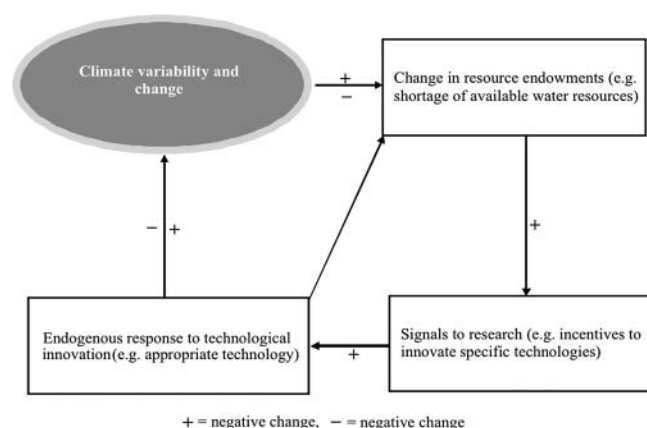 Climate variability and
change
+
−
Change in resource endowments (e.g.
shortage of available water resources)
− +
+
Endogenous response to technological
innovation(e.g. appropriate technology)
+
Signals to research (e.g. incentives to
innovate specific technologies)
+ = negative change, − = negative change